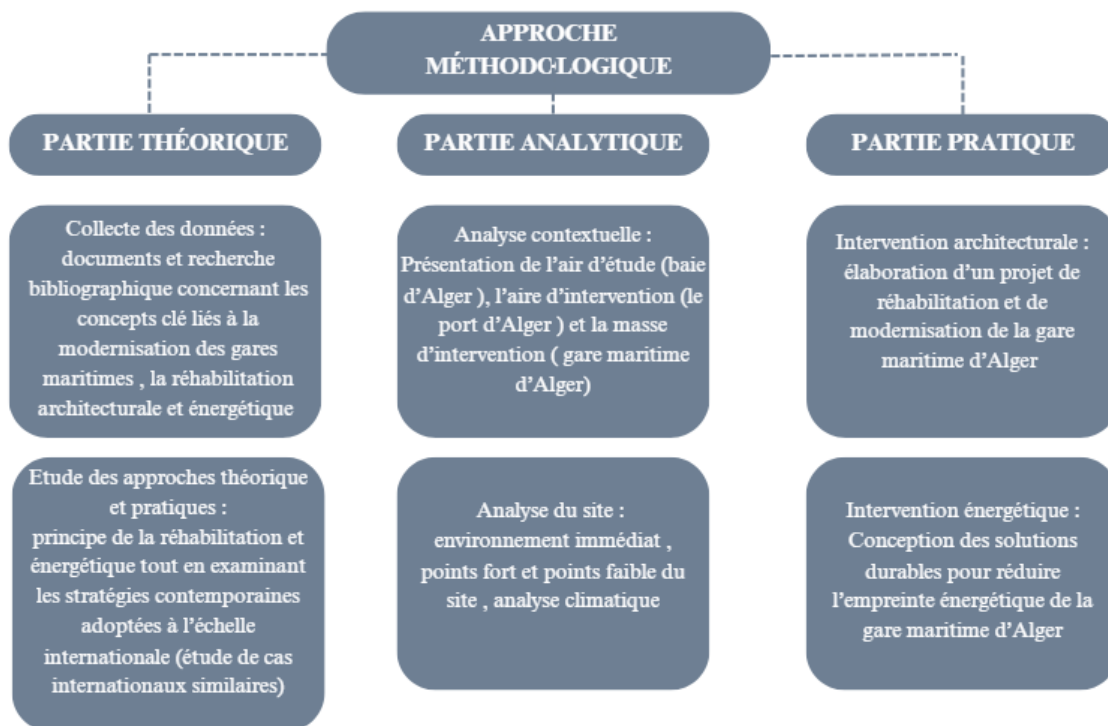 APPROCHE
MÉTHODOLOGIQUE
PARTIE THÉORIQUE
Collecte des données :
documents et recherche
bibliographique concernant les
concepts clé liés à la
modernisation des gares
maritimes , la réhabilitation
architecturale et énergétique
Etude des approches théorique
et pratiques :
principe de la réhabilitation et
énergétique tout en examinant
les stratégies contemporaines
adoptées à l’échelle
internationale (étude de cas
internationaux similaires)
PARTIE ANALYTIQUE
Analyse contextuelle :
Présentation de l’air d’étude (baie
d’Alger ), l’aire d’intervention (le
port d’Alger ) et la masse
d’intervention ( gare maritime
d’Alger)
Analyse du site :
environnement immédiat ,
points fort et points faible du
site , analyse climatique
PARTIE PRATIQUE
Intervention architecturale :
élaboration d’un projet de
réhabilitation et de
modernisation de la gare
maritime d’Alger
Intervention énergétique :
Conception des solutions
durables pour réduire
l’empreinte énergétique de la
gare maritime d’Alger